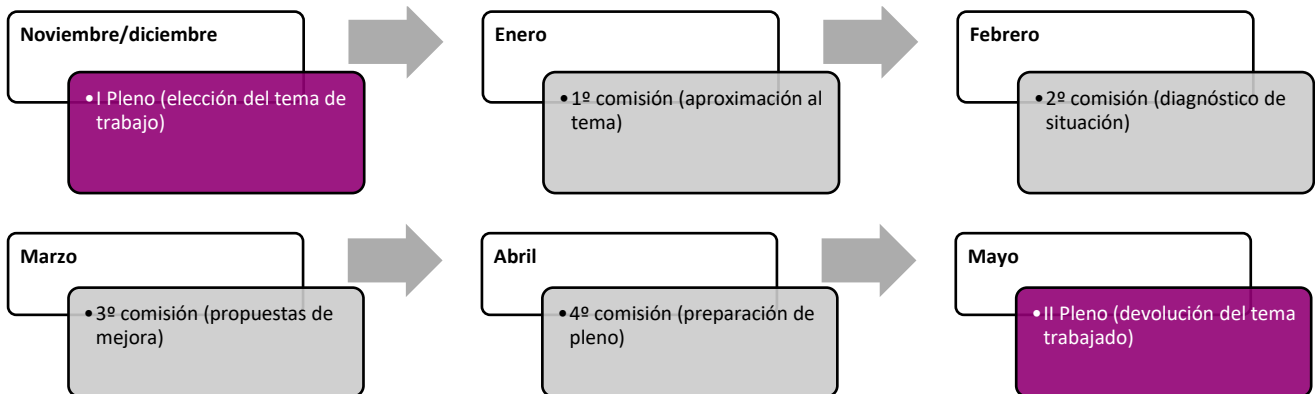 Noviembre/diciembre
•I Pleno (elección del tema de
trabajo)
Enero
•1º comisión (aproximación al
tema)
Febrero
•2º comisión (diagnóstico de
situación)
Marzo
•3º comisión (propuestas de
mejora)
Abril
•4º comisión (preparación de
pleno)
Mayo
•II Pleno (devolución del tema
trabajado)